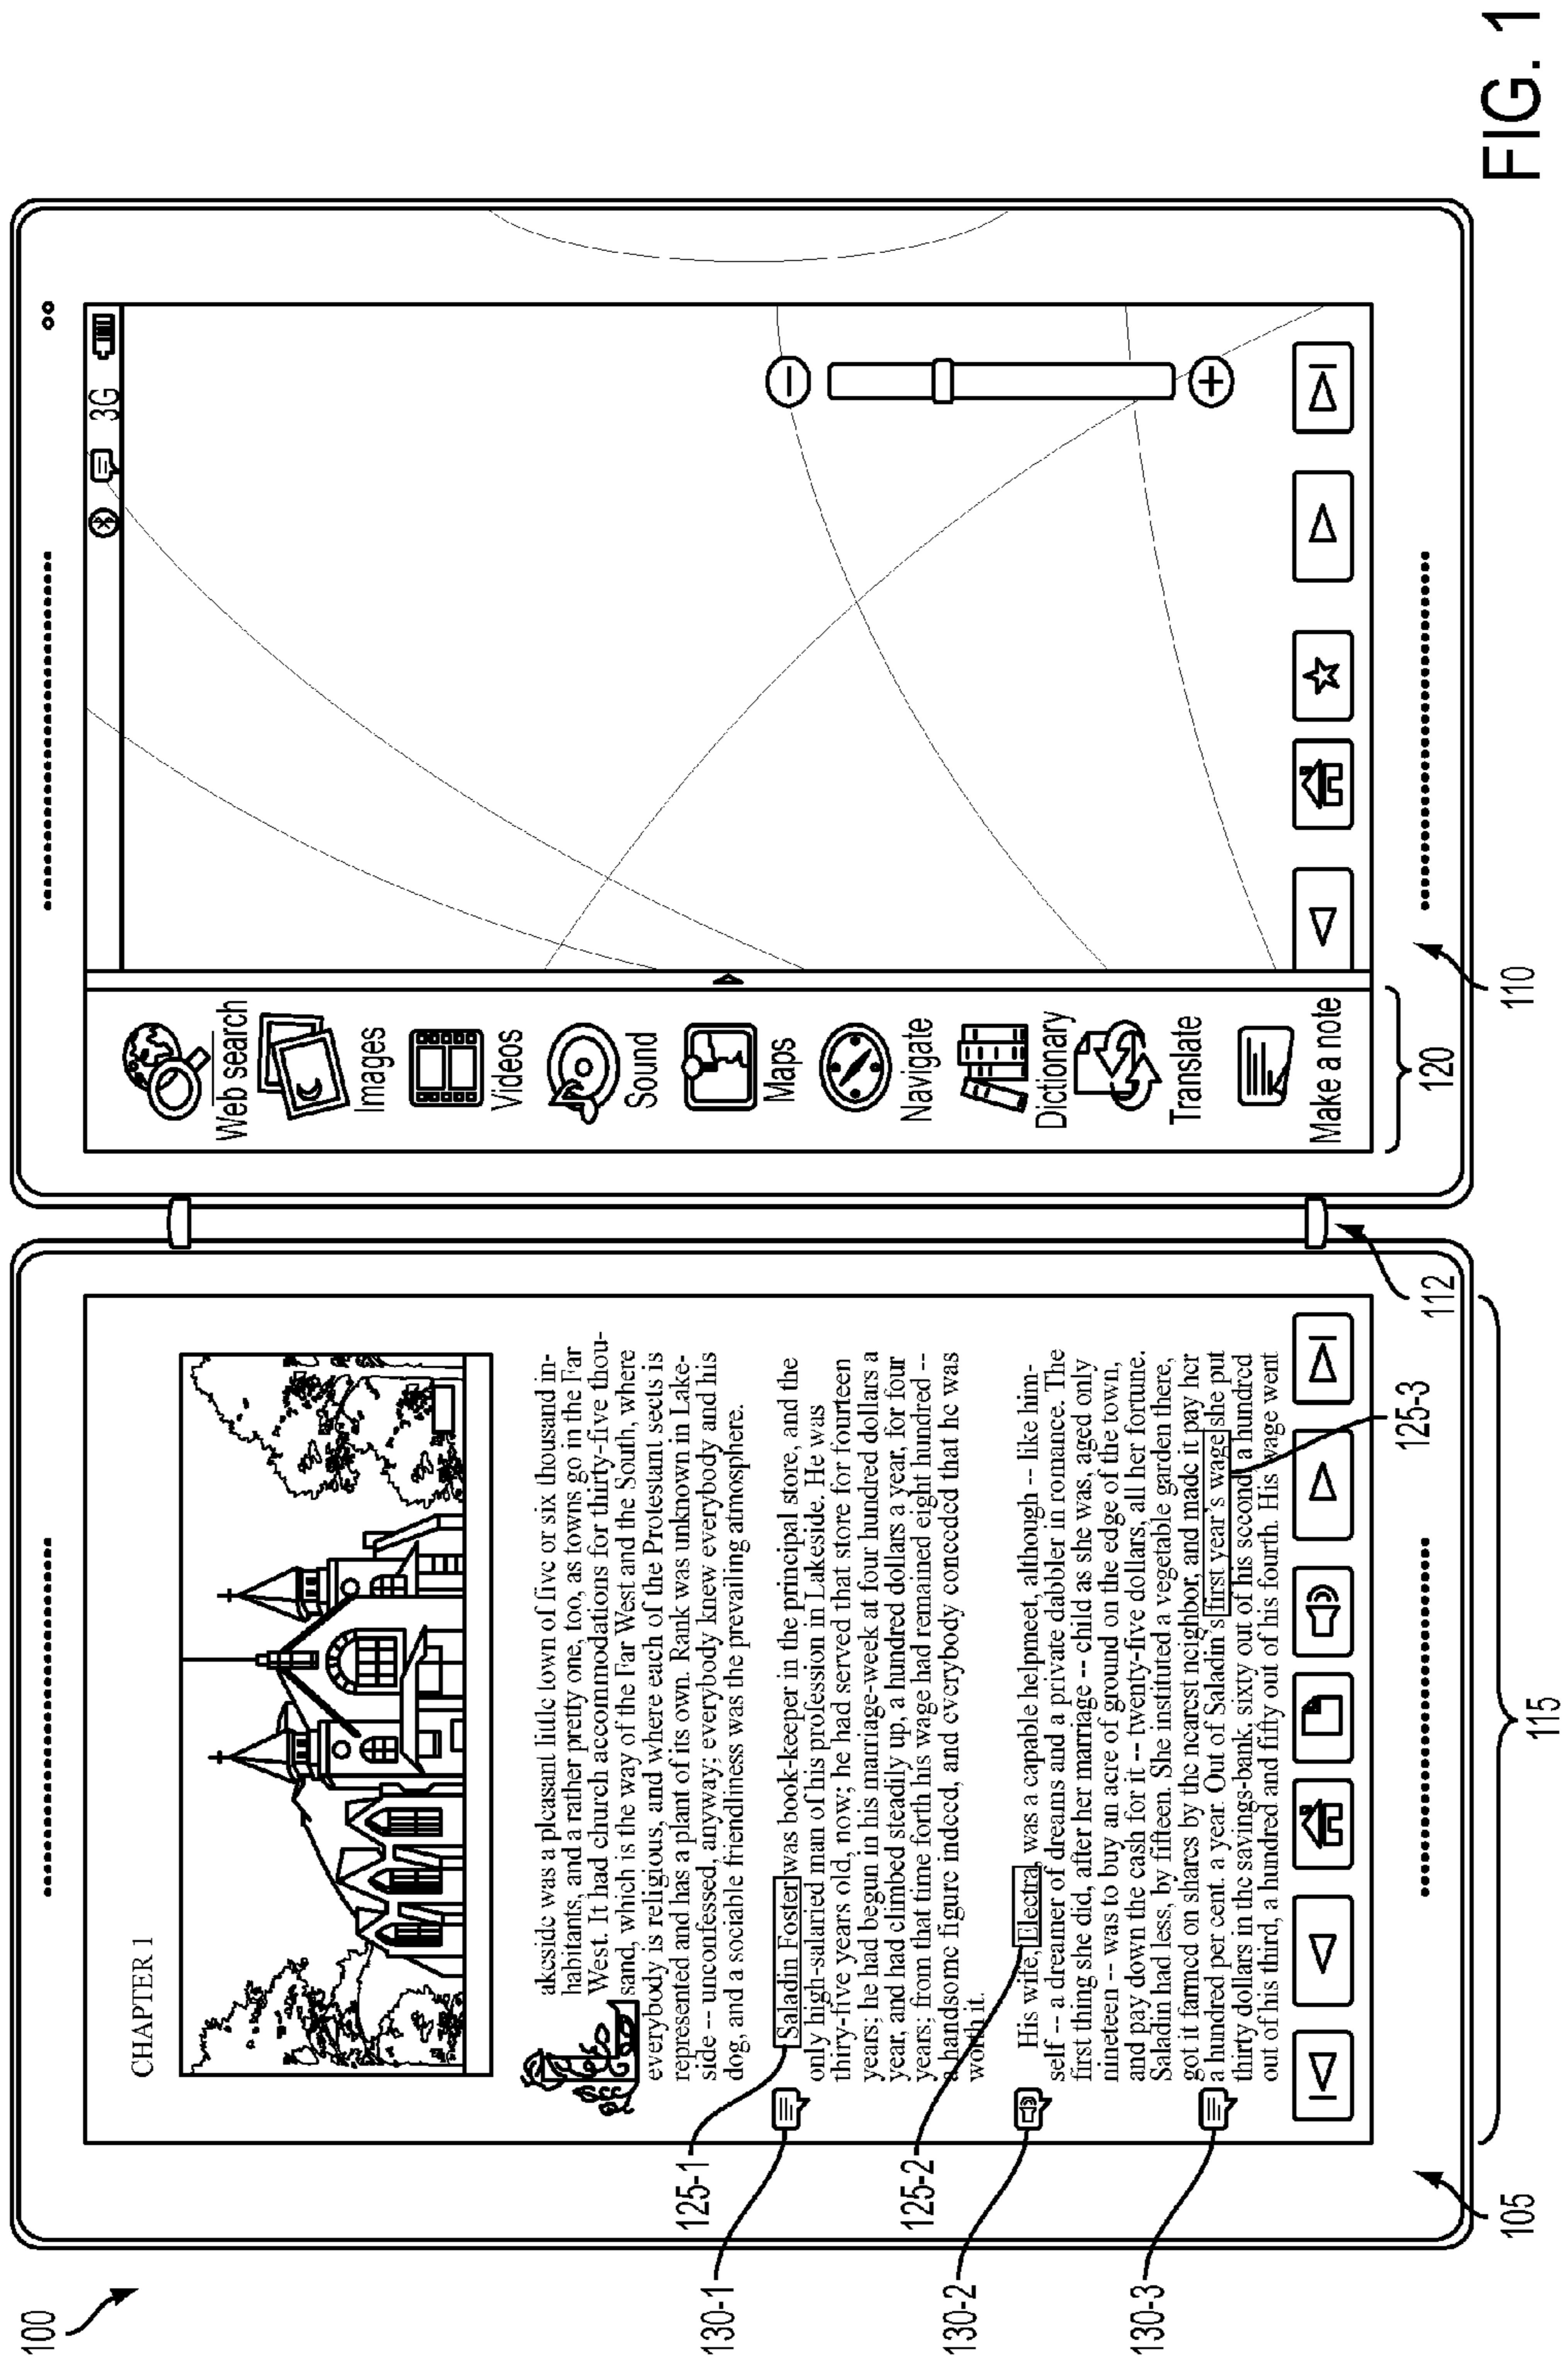 100
CHAPTER 1
akeside was a pleasant little town of five or six thousand in-
habitants, and a rather pretty one, too, as towns go in the Far
West. It had church accommodations for thirty-five thou-
sand, which is the way of the Far West and the South, where
everybody is religious, and where each of the Protestant sects is
represented and has a plant of its own. Rank was unknown in Lake-
side -- unconfessed, anyway; everybody knew everybody and his
dog, and a sociable friendliness was the prevailing atmosphere.
125-1
130-1
Saladin Foster was book-keeper in the principal store, and the
only high-salaried man of his profession in Lakeside. He was
thiry-five years old, now; he had served that store for fourteen
years; he had begun in his marriage-week at four hundred dollars a
year, and had climbed steadily up, a hundred dollars a year, for four
years; from that time forth his wage had remained eight hundred --
a handsome figure indeed, and everybody conceded that he was
worth it.
125-2
130-2
His wife, Electra, was a capable helpmeet, although -- like him-
self -- a dreamer of dreams and a private dabbler in romance. The
first thing she did, after her marriage -- child as she was, aged only
nineteen -- was to buy an acre of ground on the edge of the town,
and pay down the cash for it -- twenty-five dollars, all her fortune.
Saladin had less, by fifteen. She instituted a vegetable garden there,
got it farmed on shares by the nearest neighbor, and made it pay her
a hundred per cent. a year. Out of Saladin's first year's wage she put
thirty dollars in the savings-bank, sixty out of his second, a hundred
out of his third, a hundred and fifty out of his fourth. His wage went
130-3
125-3
105
115
112
Web search
Images
Videos
Sound
Maps
Navigate
Dictionary
Translate
Make a note
120
3G
110
FIG. 1